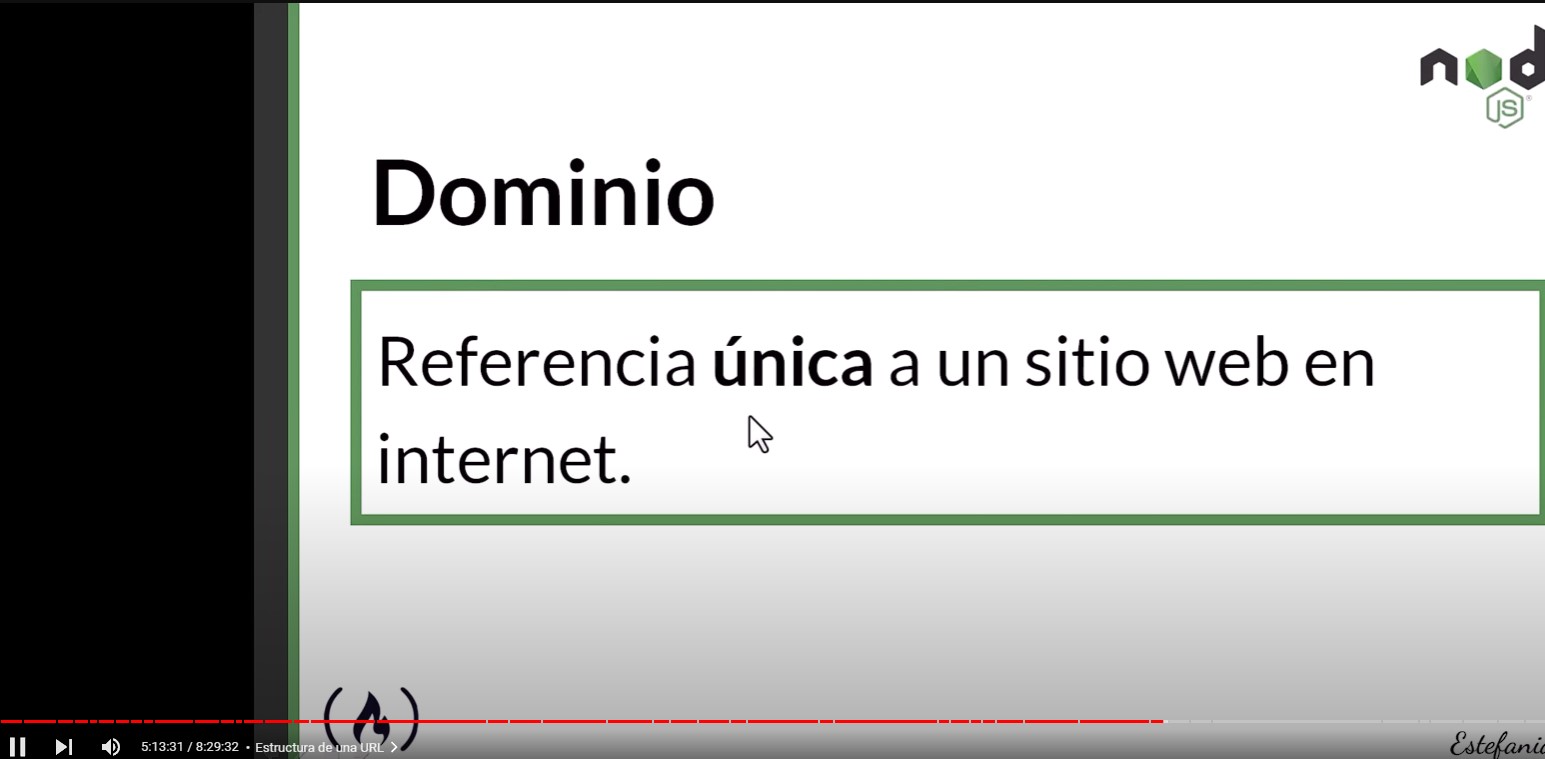 nod
JS
Dominio
Referencia única a un sitio web en
internet.
5:13:31 / 8:29:32 • Estructura de una URL
Estefania